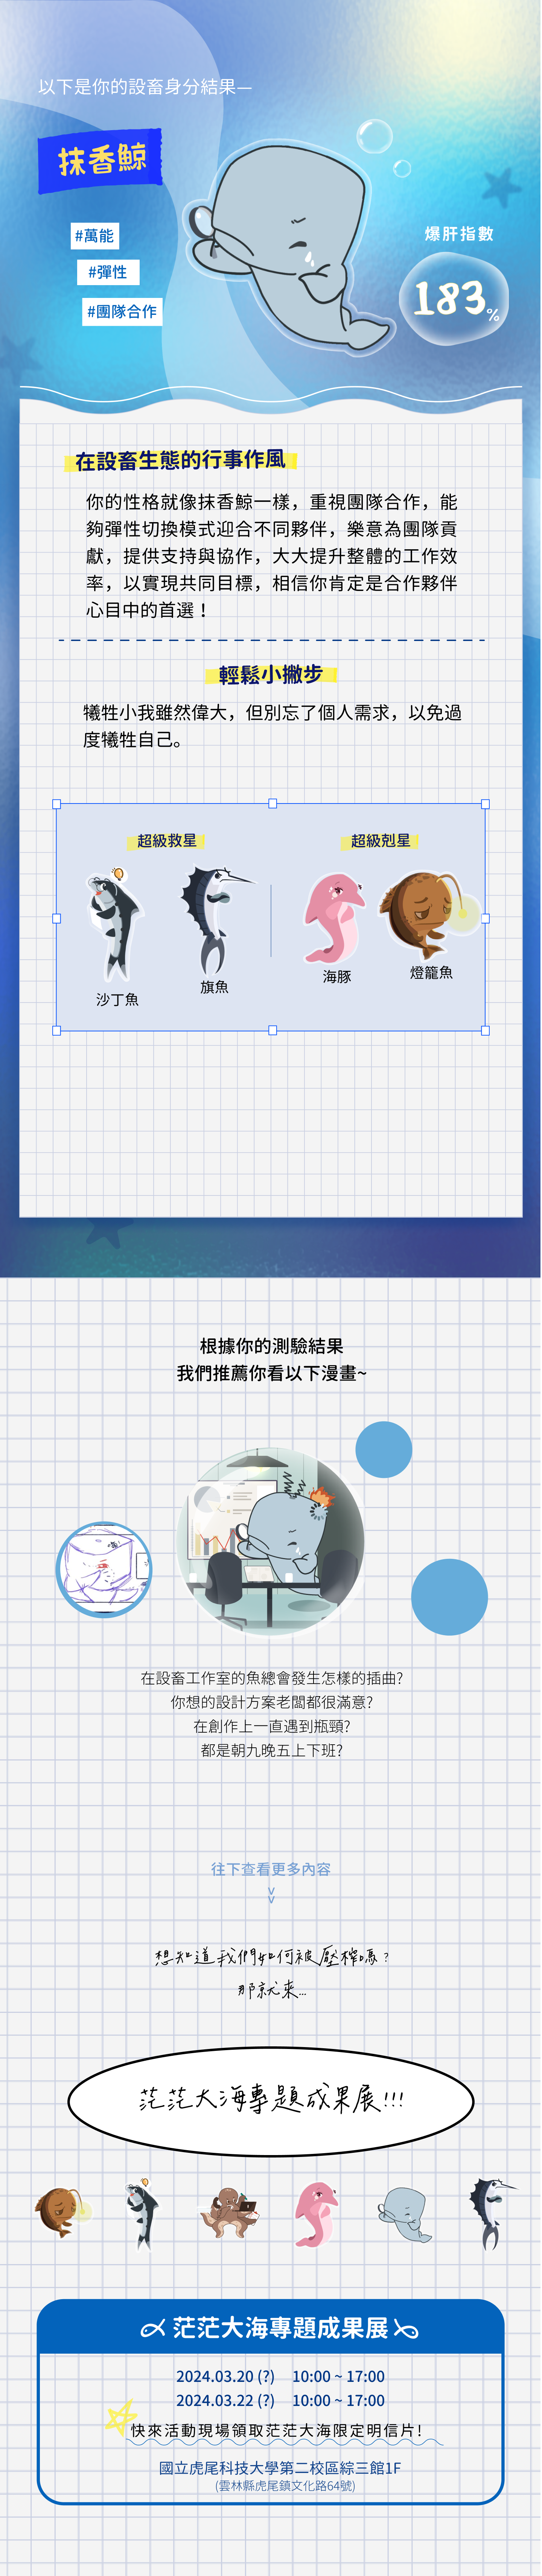 以下是你的設畜身分結果—
抹香鯨
#萬能
#彈性
#團隊合作
爆肝指數
183%
在設畜生態的行事作風
你的性格就像抹香鯨一樣，重視團隊合作，能
夠彈性切換模式迎合不同夥伴，樂意為團隊貢
獻，提供支持與協作，大大提升整體的工作效
率，以實現共同目標，相信你肯定是合作夥伴
心目中的首選！
輕鬆小撇步
犧牲小我雖然偉大，但別忘了個人需求，以免過
度犧牲自己。
超級救星
超級剋星
沙丁魚
旗魚
海豚
燈籠魚
根據你的測驗結果
我們推薦你看以下漫畫~
在設畜工作室的魚總會發生怎樣的插曲?
你想的設計方案老闆都很滿意?
在創作上一直遇到瓶頸?
都是朝九晚五上下班?
往下查看更多內容
想知道我們如何被壓榨嗎?
那就來...
茫茫大海專題成果展!!!
茫茫大海專題成果展
2024.03.20 (?) 10:00 ~ 17:00
2024.03.22 (?) 10:00 ~ 17:00
快來活動現場領取茫茫大海限定明信片!
國立虎尾科技大學第二校區綜三館1F
(雲林縣虎尾鎮文化路64號)